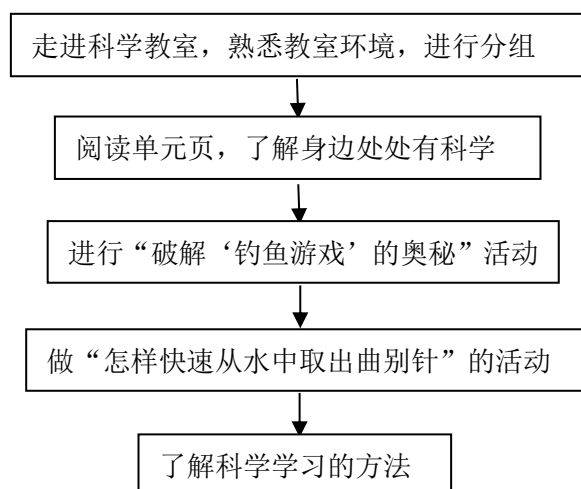 走进科学教室，熟悉教室环境，进行分组
阅读单元页，了解身边处处有科学
进行“破解‘钓鱼游戏’的奥秘”活动
做“怎样快速从水中取出曲别针”的活动
了解科学学习的方法